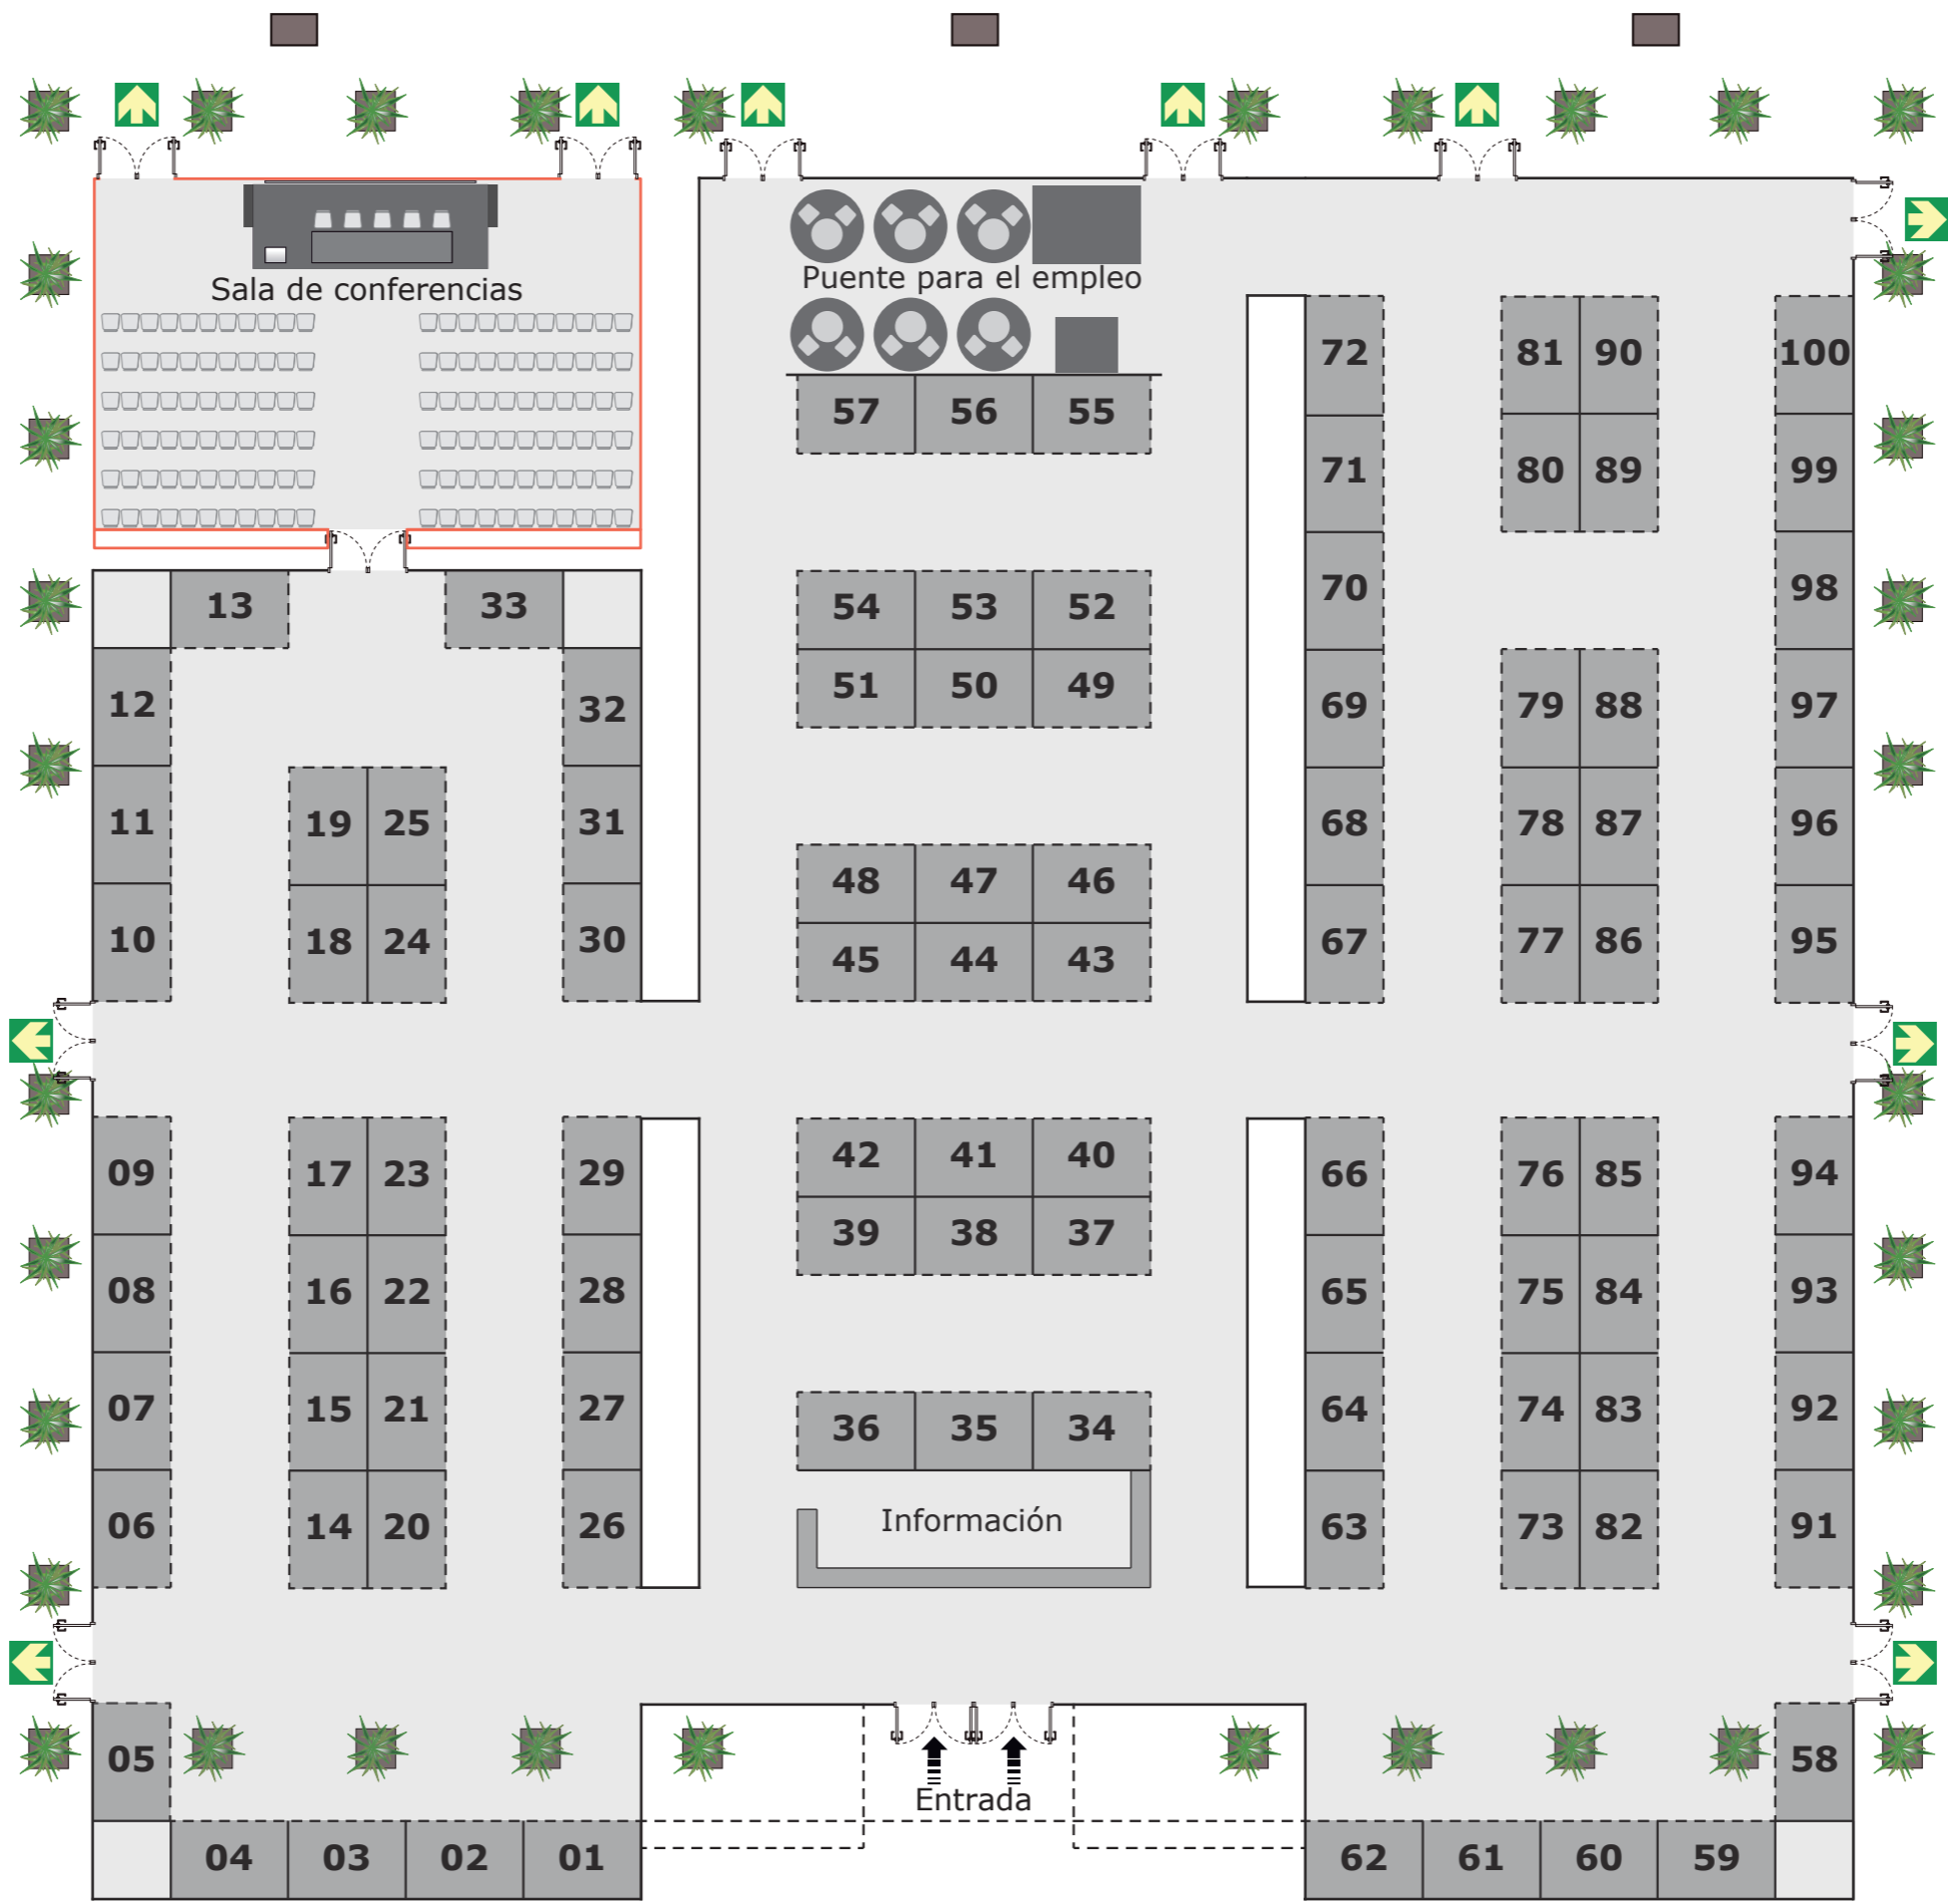 Sala de conferencias
Puente para el empleo
72 81 90 100
57 56 55
71 80 89 99
13 33 54 53 52 70 98
12 32 51 50 49 69 79 88 97
11 19 25 31 68 78 87 96
48 47 46
10 18 24 30 45 44 43 67 77 86 95
09 17 23 29 42 41 40 66 76 85 94
39 38 37
08 16 22 28 65 75 84 93
07 15 21 27 36 35 34 64 74 83 92
06 14 20 26 Información 63 73 82 91
05 58
Entrada
04 03 02 01 62 61 60 59